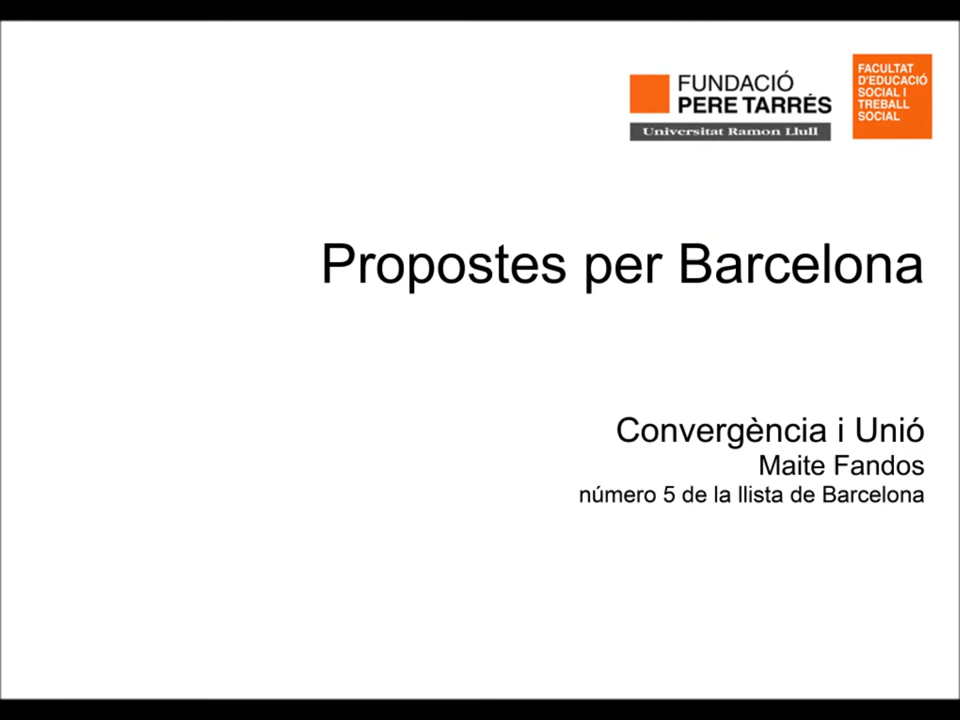 FUNDACIÓ
PERE TARRÉS
Universitat Ramon Llull
FACULTAT
D'EDUCACIÓ
SOCIAL I
TREBALL
SOCIAL
Propostes per Barcelona
Convergència i Unió
Maite Fandos
número 5 de la llista de Barcelona